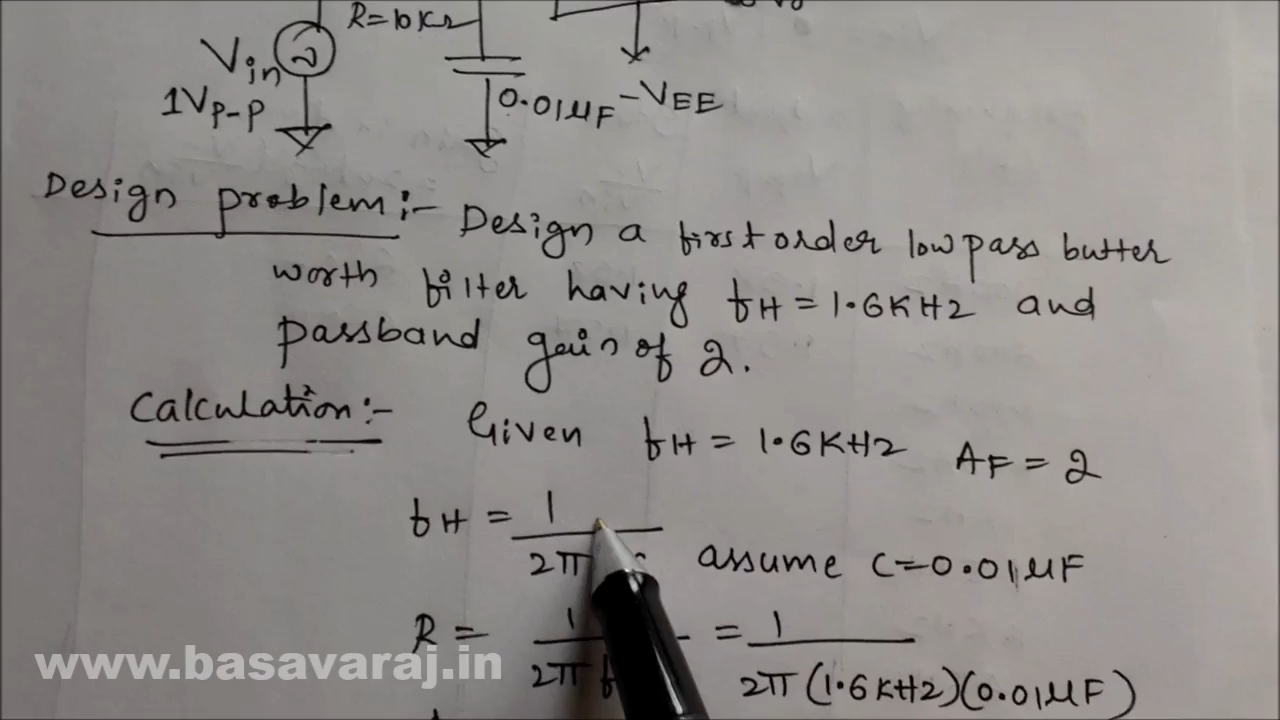 R=10KΩ
Vin
1Vp-p
0.01μF
-VEE
Design problem:- Design a first order low pass butter
worth filter having fH = 1.6KHz and
passband gain of 2.
Calculation:- Given fH = 1.6KHz AF = 2
fH = 1
2π assume C=0.01μF
R = 1 = 1
2π f 2π(1.6KHz)(0.01μF)
www.basavaraj.in